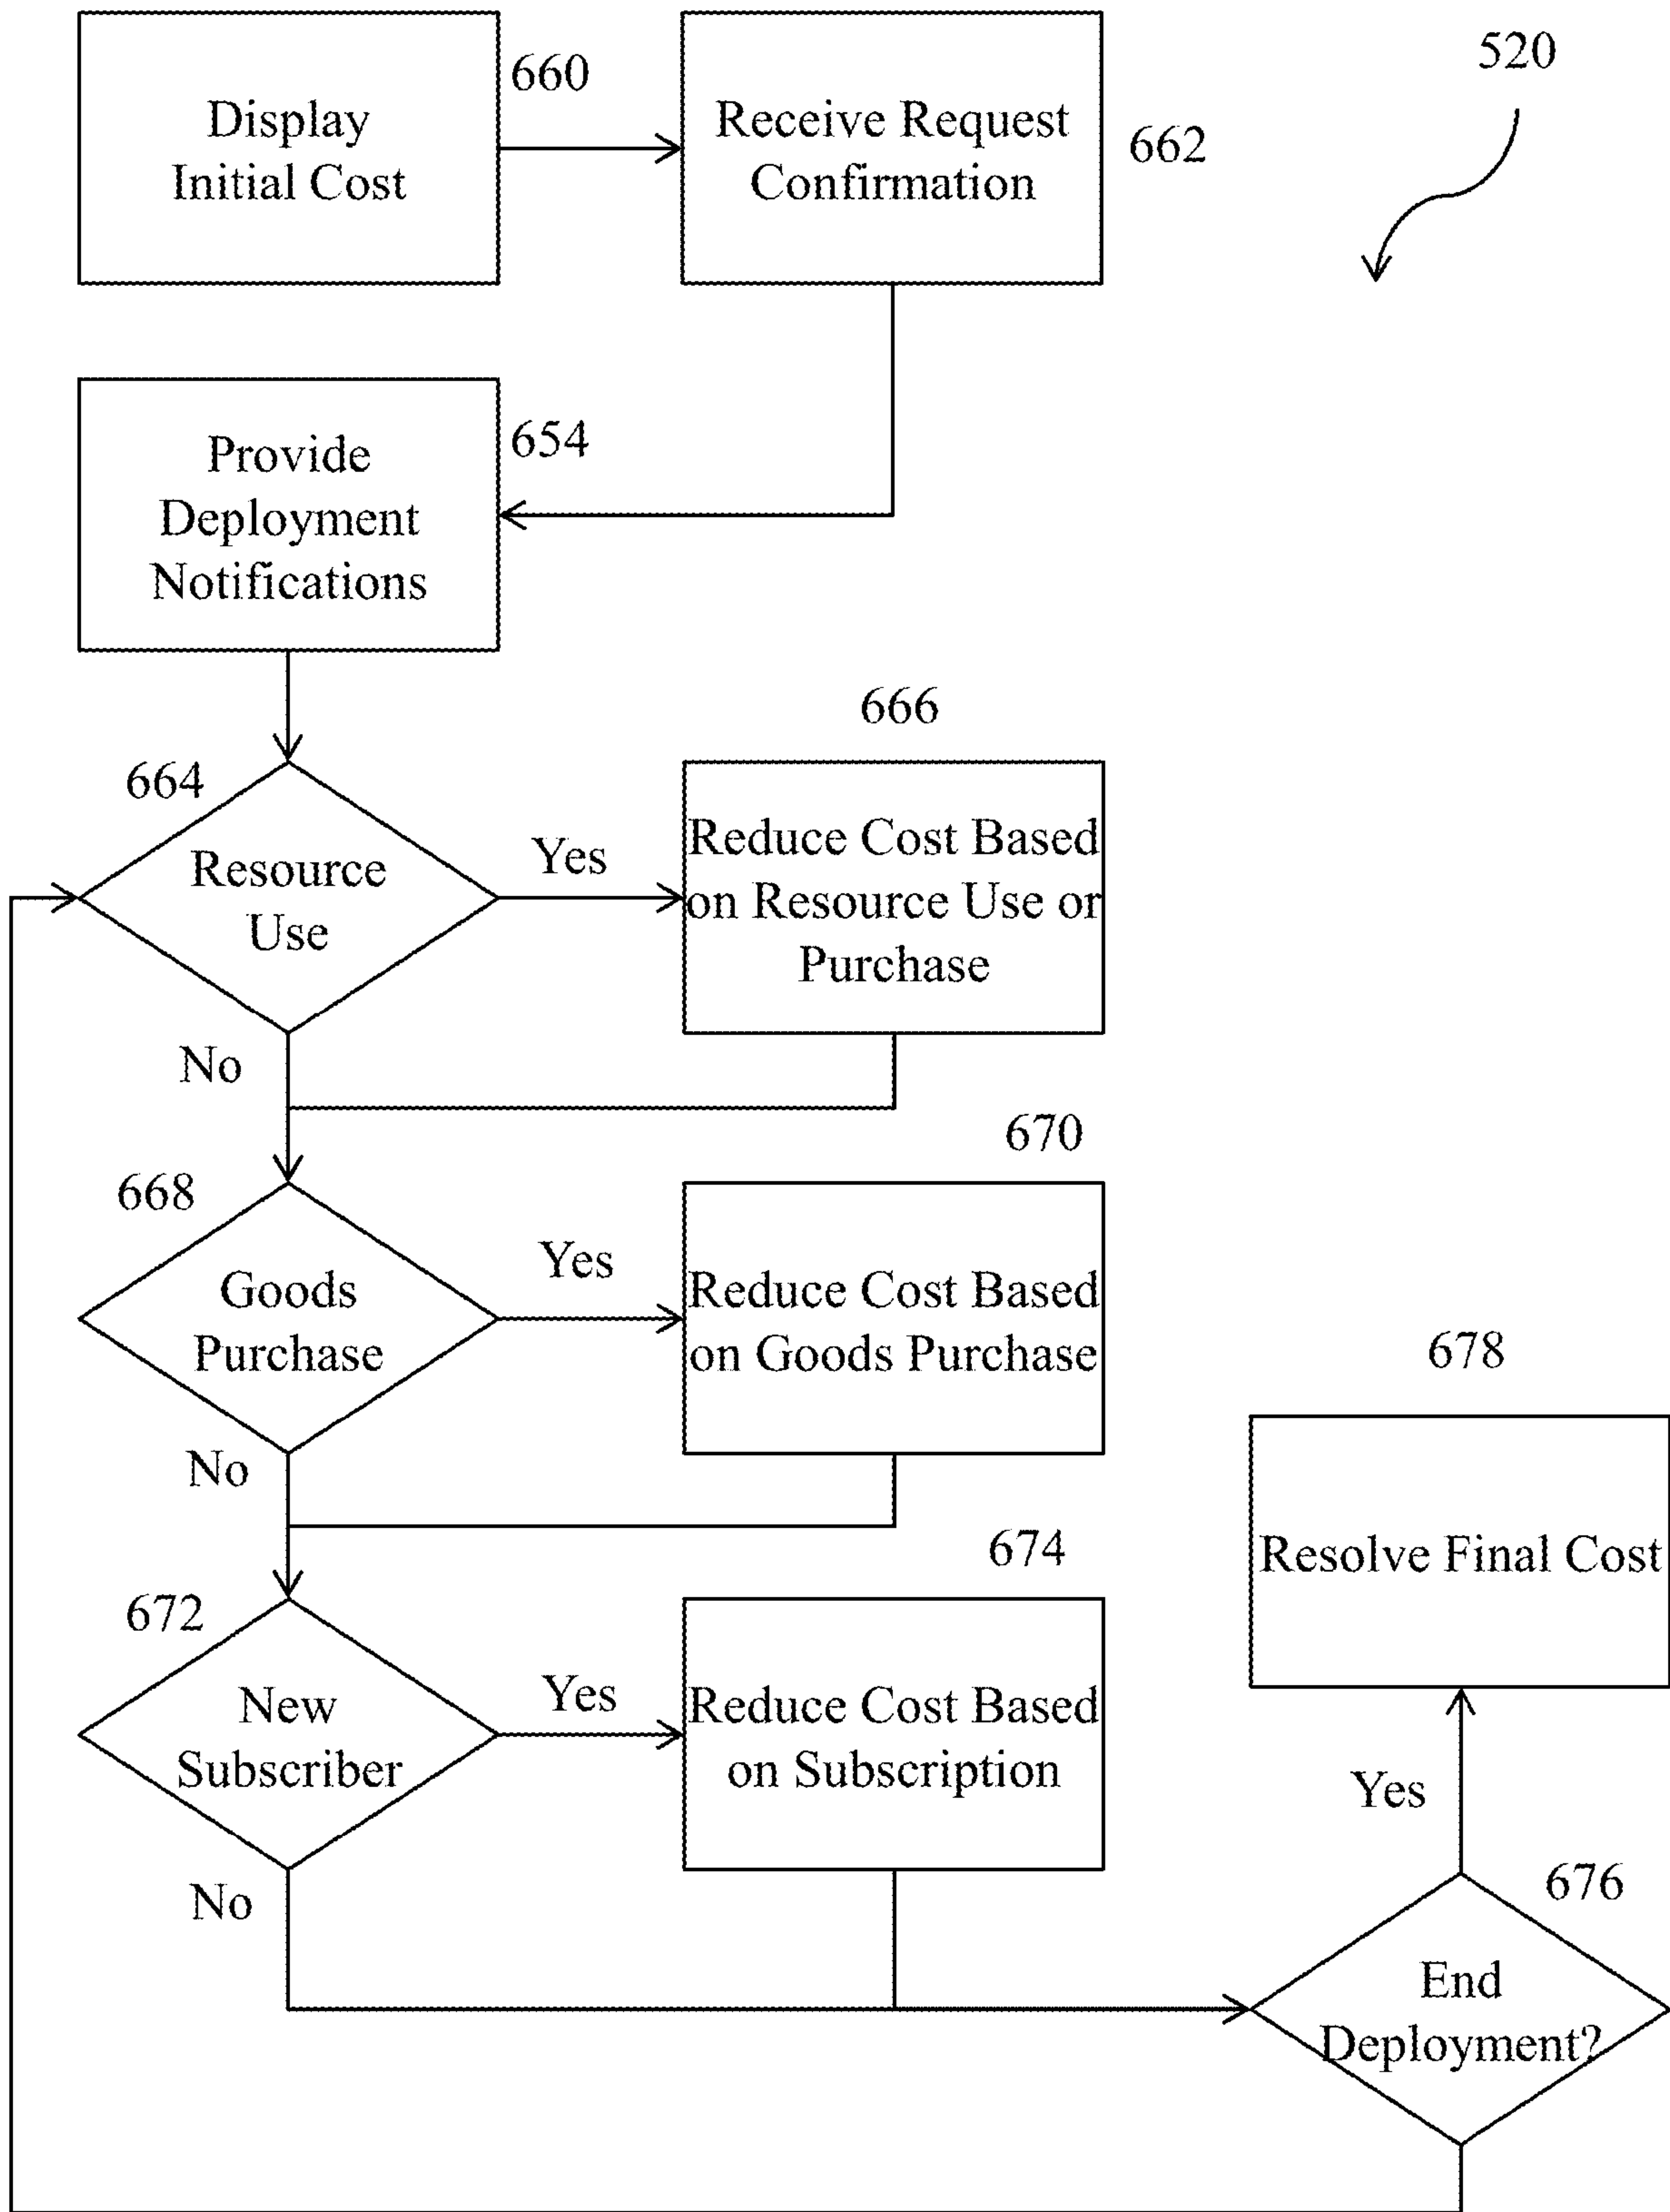 660
520
Display
Initial Cost
Receive Request
Confirmation
662
654
Provide
Deployment
Notifications
666
664
Resource
Use
Yes
Reduce Cost Based
on Resource Use or
Purchase
No
670
668
Goods
Purchase
Yes
Reduce Cost Based
on Goods Purchase
678
No
674
Resolve Final Cost
672
New
Subscriber
Yes
Reduce Cost Based
on Subscription
Yes
No
676
End
Deployment?